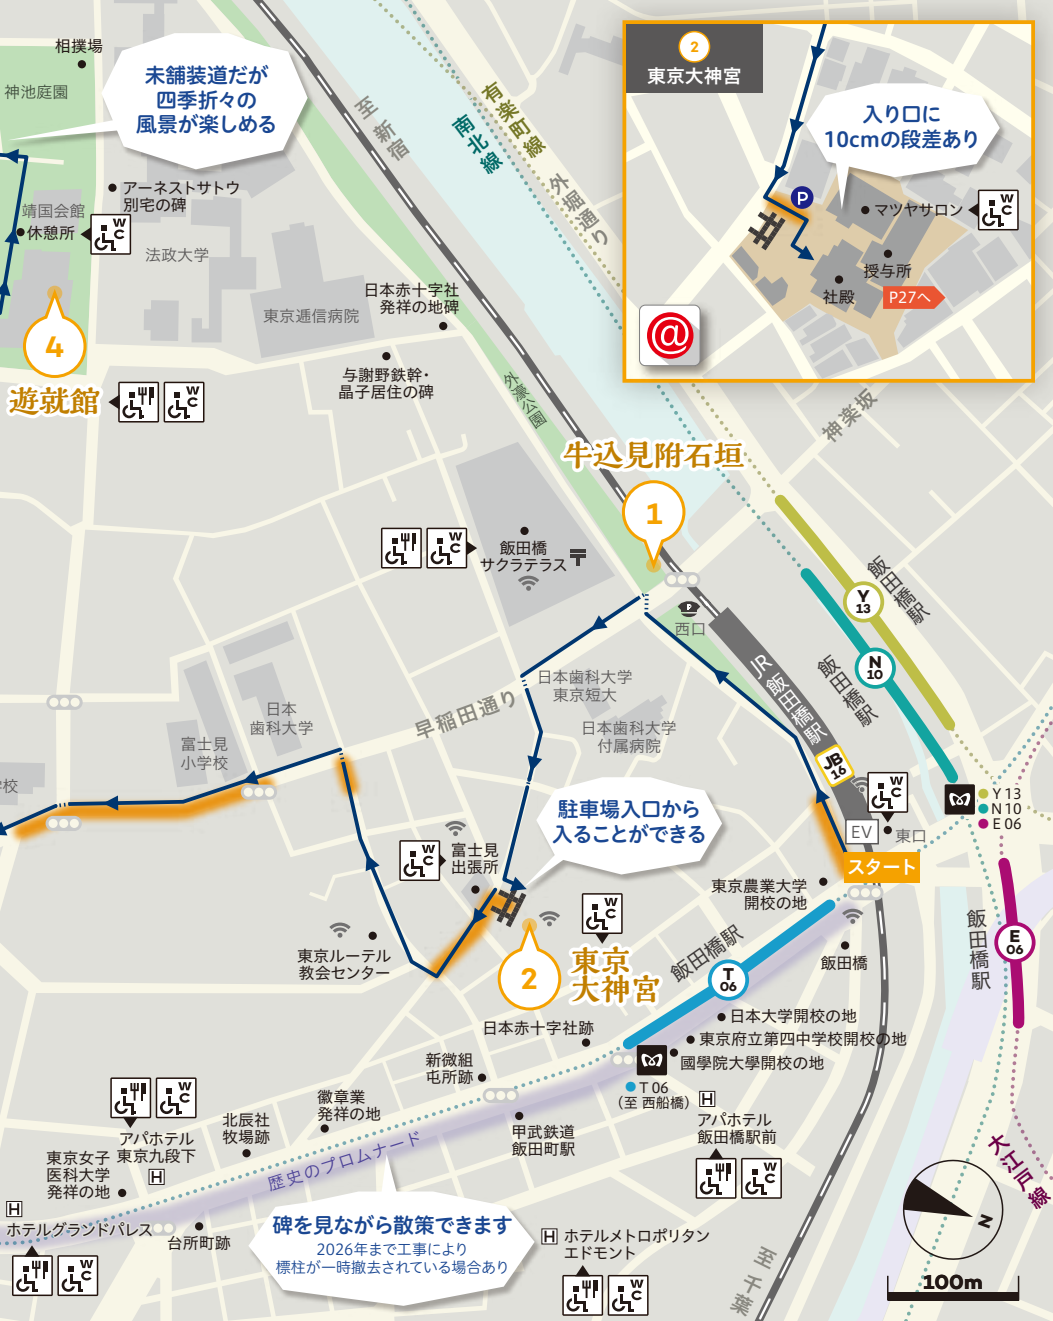 相撲場
神池庭園
未舗装道だが
四季折々の
風景が楽しめる
アーネストサトウ
別宅の碑
靖国会館
休憩所
WC
法政大学
東京逓信病院
日本赤十字社
発祥の地碑
与謝野鉄幹・
晶子居住の碑
4
遊就館
WC
至 新宿
南北線
有楽町線
外堀通り
外濠公園
2
東京大神宮
入り口に
10cmの段差あり
P
マツヤサロン
WC
授与所
社殿
P27へ
@
神楽坂
牛込見附石垣
1
WC
飯田橋
サクラテラス
西口
JR飯田橋駅
飯田橋駅
Y
13
飯田橋駅
N
10
日本歯科大学
東京短大
日本歯科大学
付属病院
早稲田通り
日本
歯科大学
富士見
小学校
校
JB
16
WC
EV
東口
スタート
Y 13
N 10
E 06
駐車場入口から
入ることができる
WC
富士見
出張所
東京農業大学
開校の地
WC
東京ルーテル
教会センター
2
東京
大神宮
飯田橋駅
T
06
飯田橋
飯田橋駅
E
06
日本大学開校の地
東京府立第四中学校開校の地
國學院大學開校の地
日本赤十字社跡
新微組
屯所跡
T 06
(至 西船橋)
H
アパホテル
飯田橋駅前
WC
WC
アパホテル
東京九段下
H
北辰社
牧場跡
徽章業
発祥の地
甲武鉄道
飯田町駅
東京女子
医科大学
発祥の地
歴史のプロムナード
H
ホテルグランドパレス
WC
台所町跡
碑を見ながら散策できます
2026年まで工事により
標柱が一時撤去されている場合あり
H
ホテルメトロポリタン
エドモント
WC
至 千葉
大江戸線
N
100m